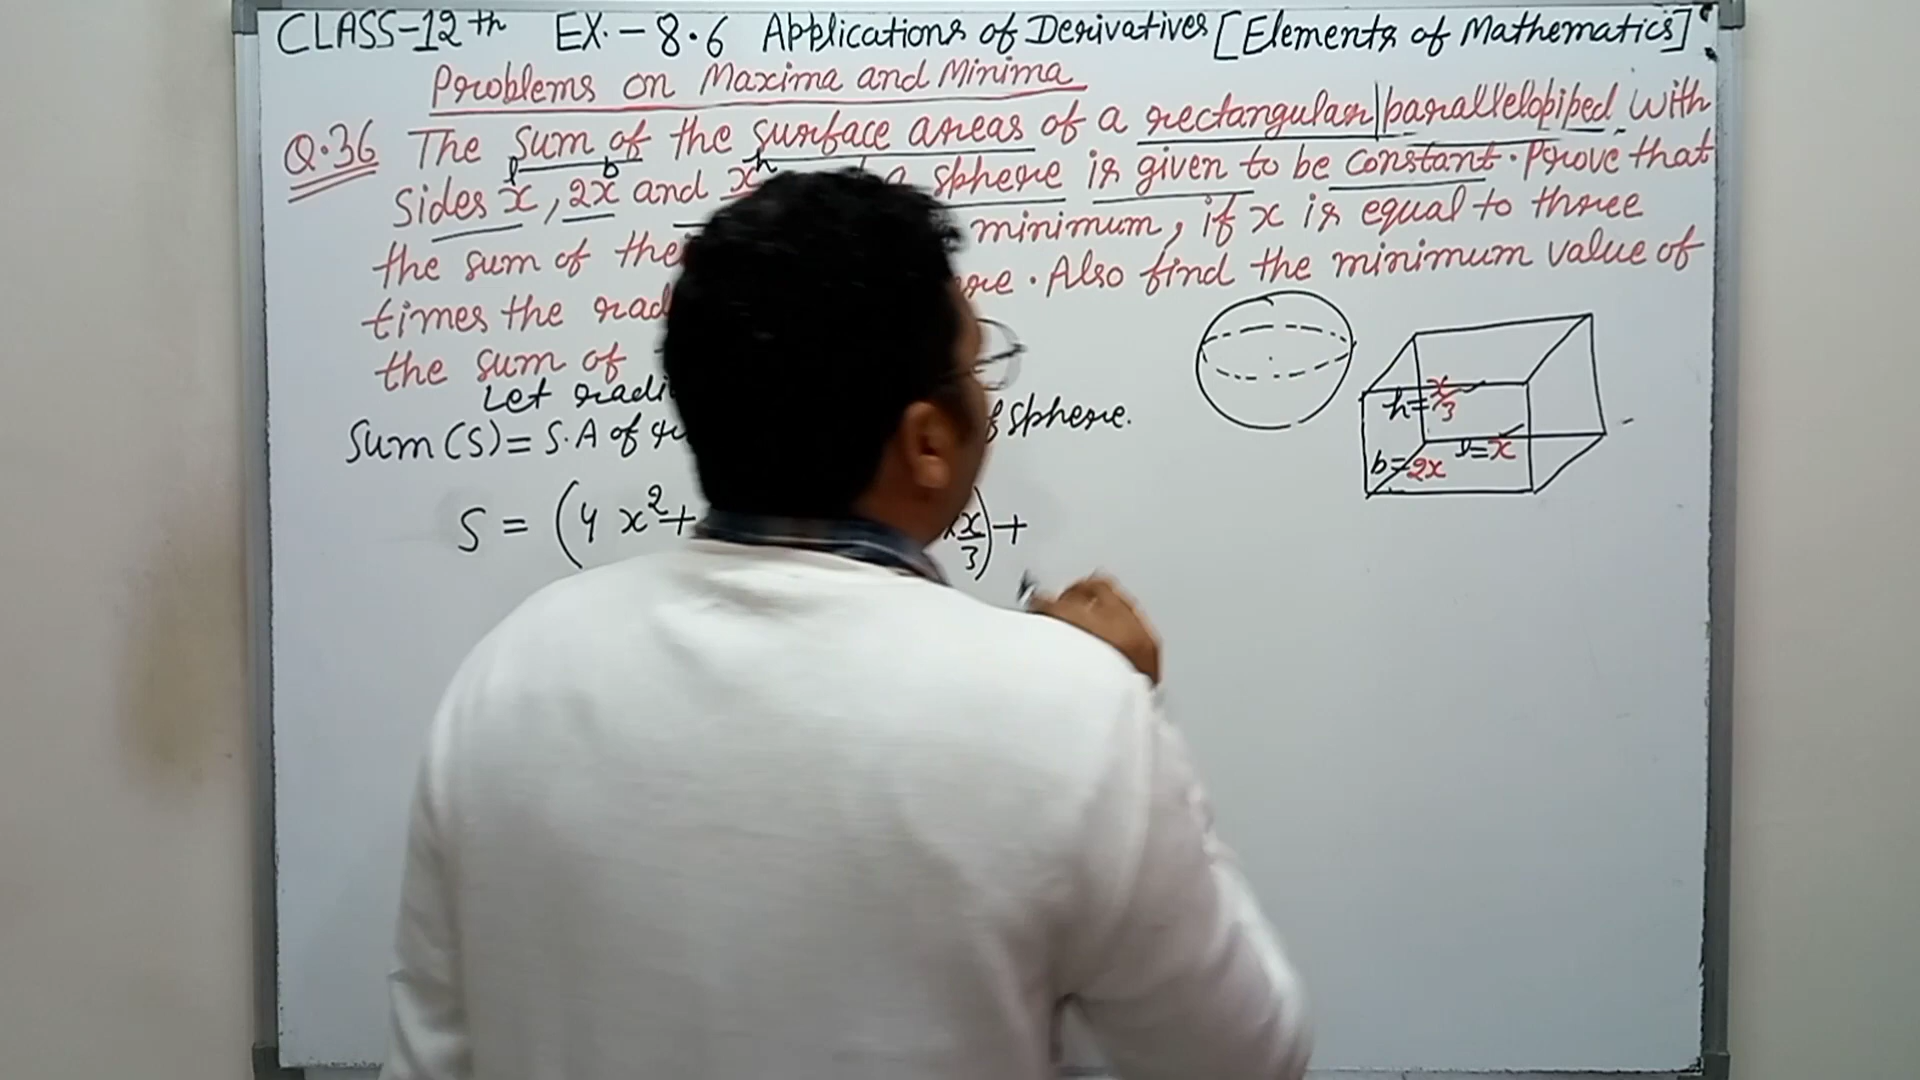 CLASS-12th EX.-8.6 Applications of Derivatives [Elements of Mathematics]
Problems on Maxima and Minima
Q.36 The sum of the surface areas of a rectangular parallelopiped with
l b h
sides x, 2x and x a sphere is given to be constant. Prove that
the sum of the minimum, if x is equal to three
times the . Also find the minimum value of
the sum of
Let of sphere.
Sum (S) = S.A of
S = (4x²+ x/3) +
h=x/3
b=2x l=x